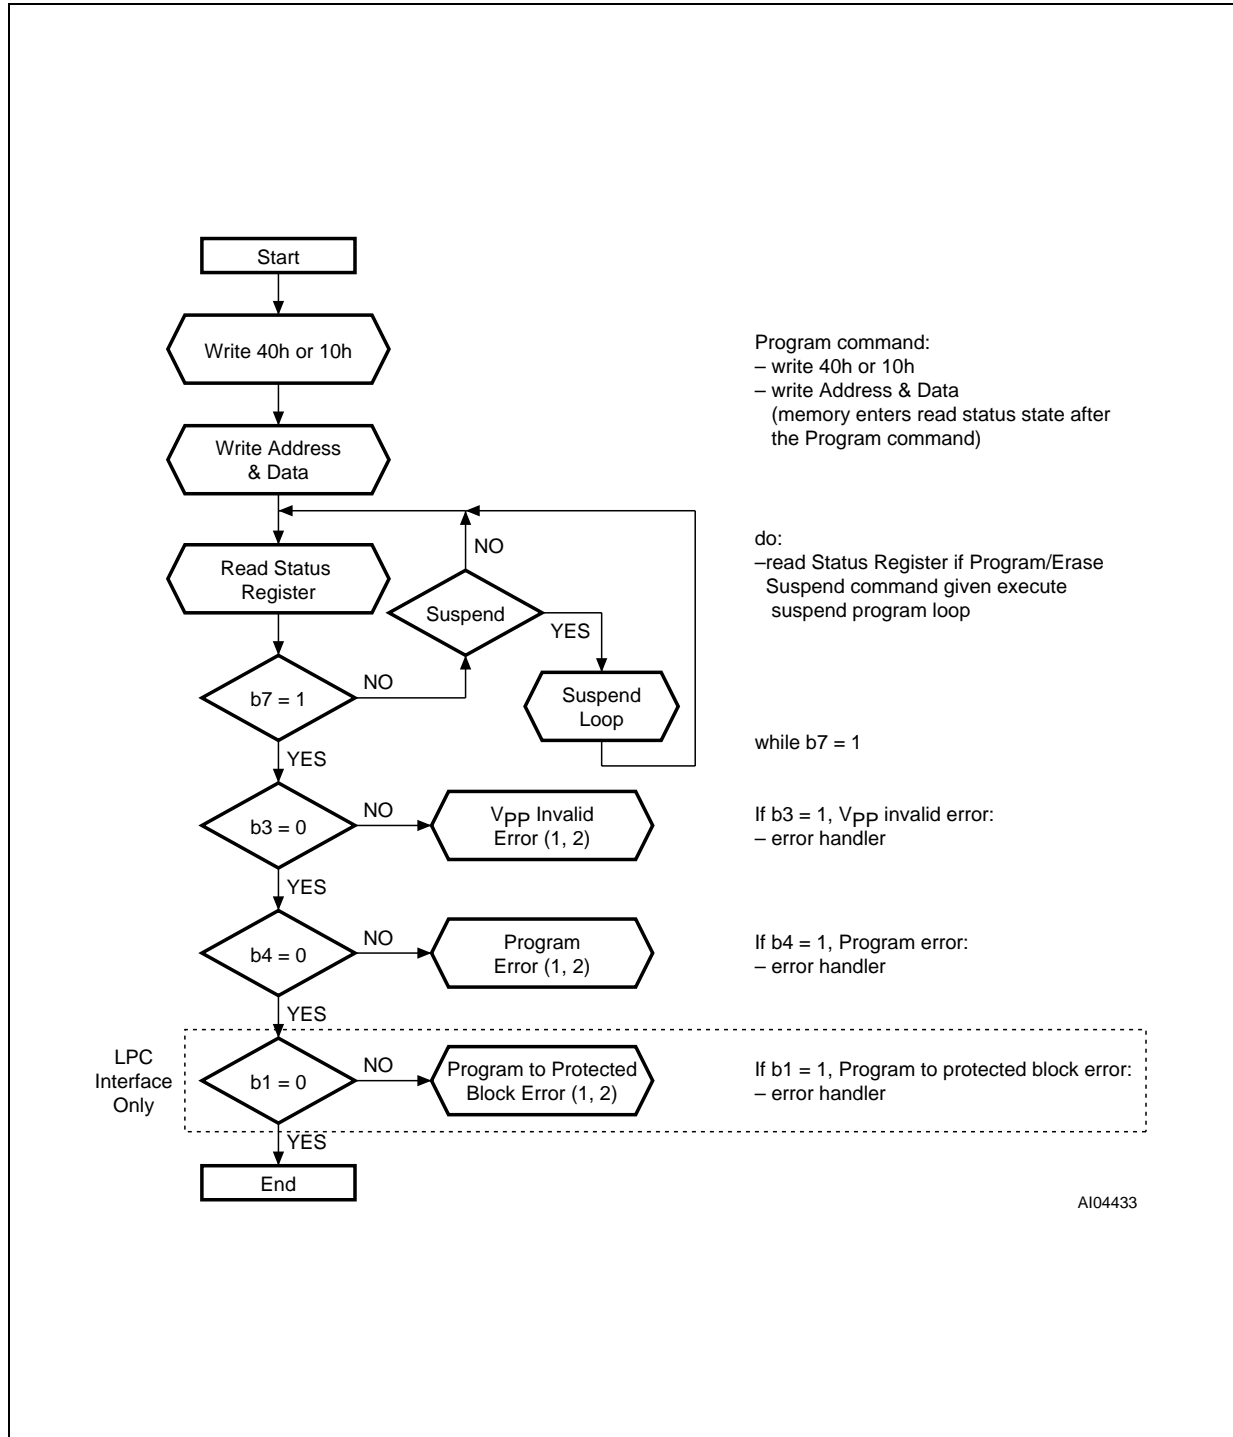 Start
Write 40h or 10h
Program command:
– write 40h or 10h
– write Address & Data
(memory enters read status state after
the Program command)
Write Address
& Data
NO
do:
–read Status Register if Program/Erase
Suspend command given execute
suspend program loop
Read Status
Register
Suspend
YES
NO
b7 = 1
Suspend
Loop
while b7 = 1
YES
NO
b3 = 0
VPP Invalid
Error (1, 2)
If b3 = 1, VPP invalid error:
– error handler
YES
NO
b4 = 0
Program
Error (1, 2)
If b4 = 1, Program error:
– error handler
YES
LPC
Interface
Only
b1 = 0
NO
Program to Protected
Block Error (1, 2)
If b1 = 1, Program to protected block error:
– error handler
YES
End
AI04433